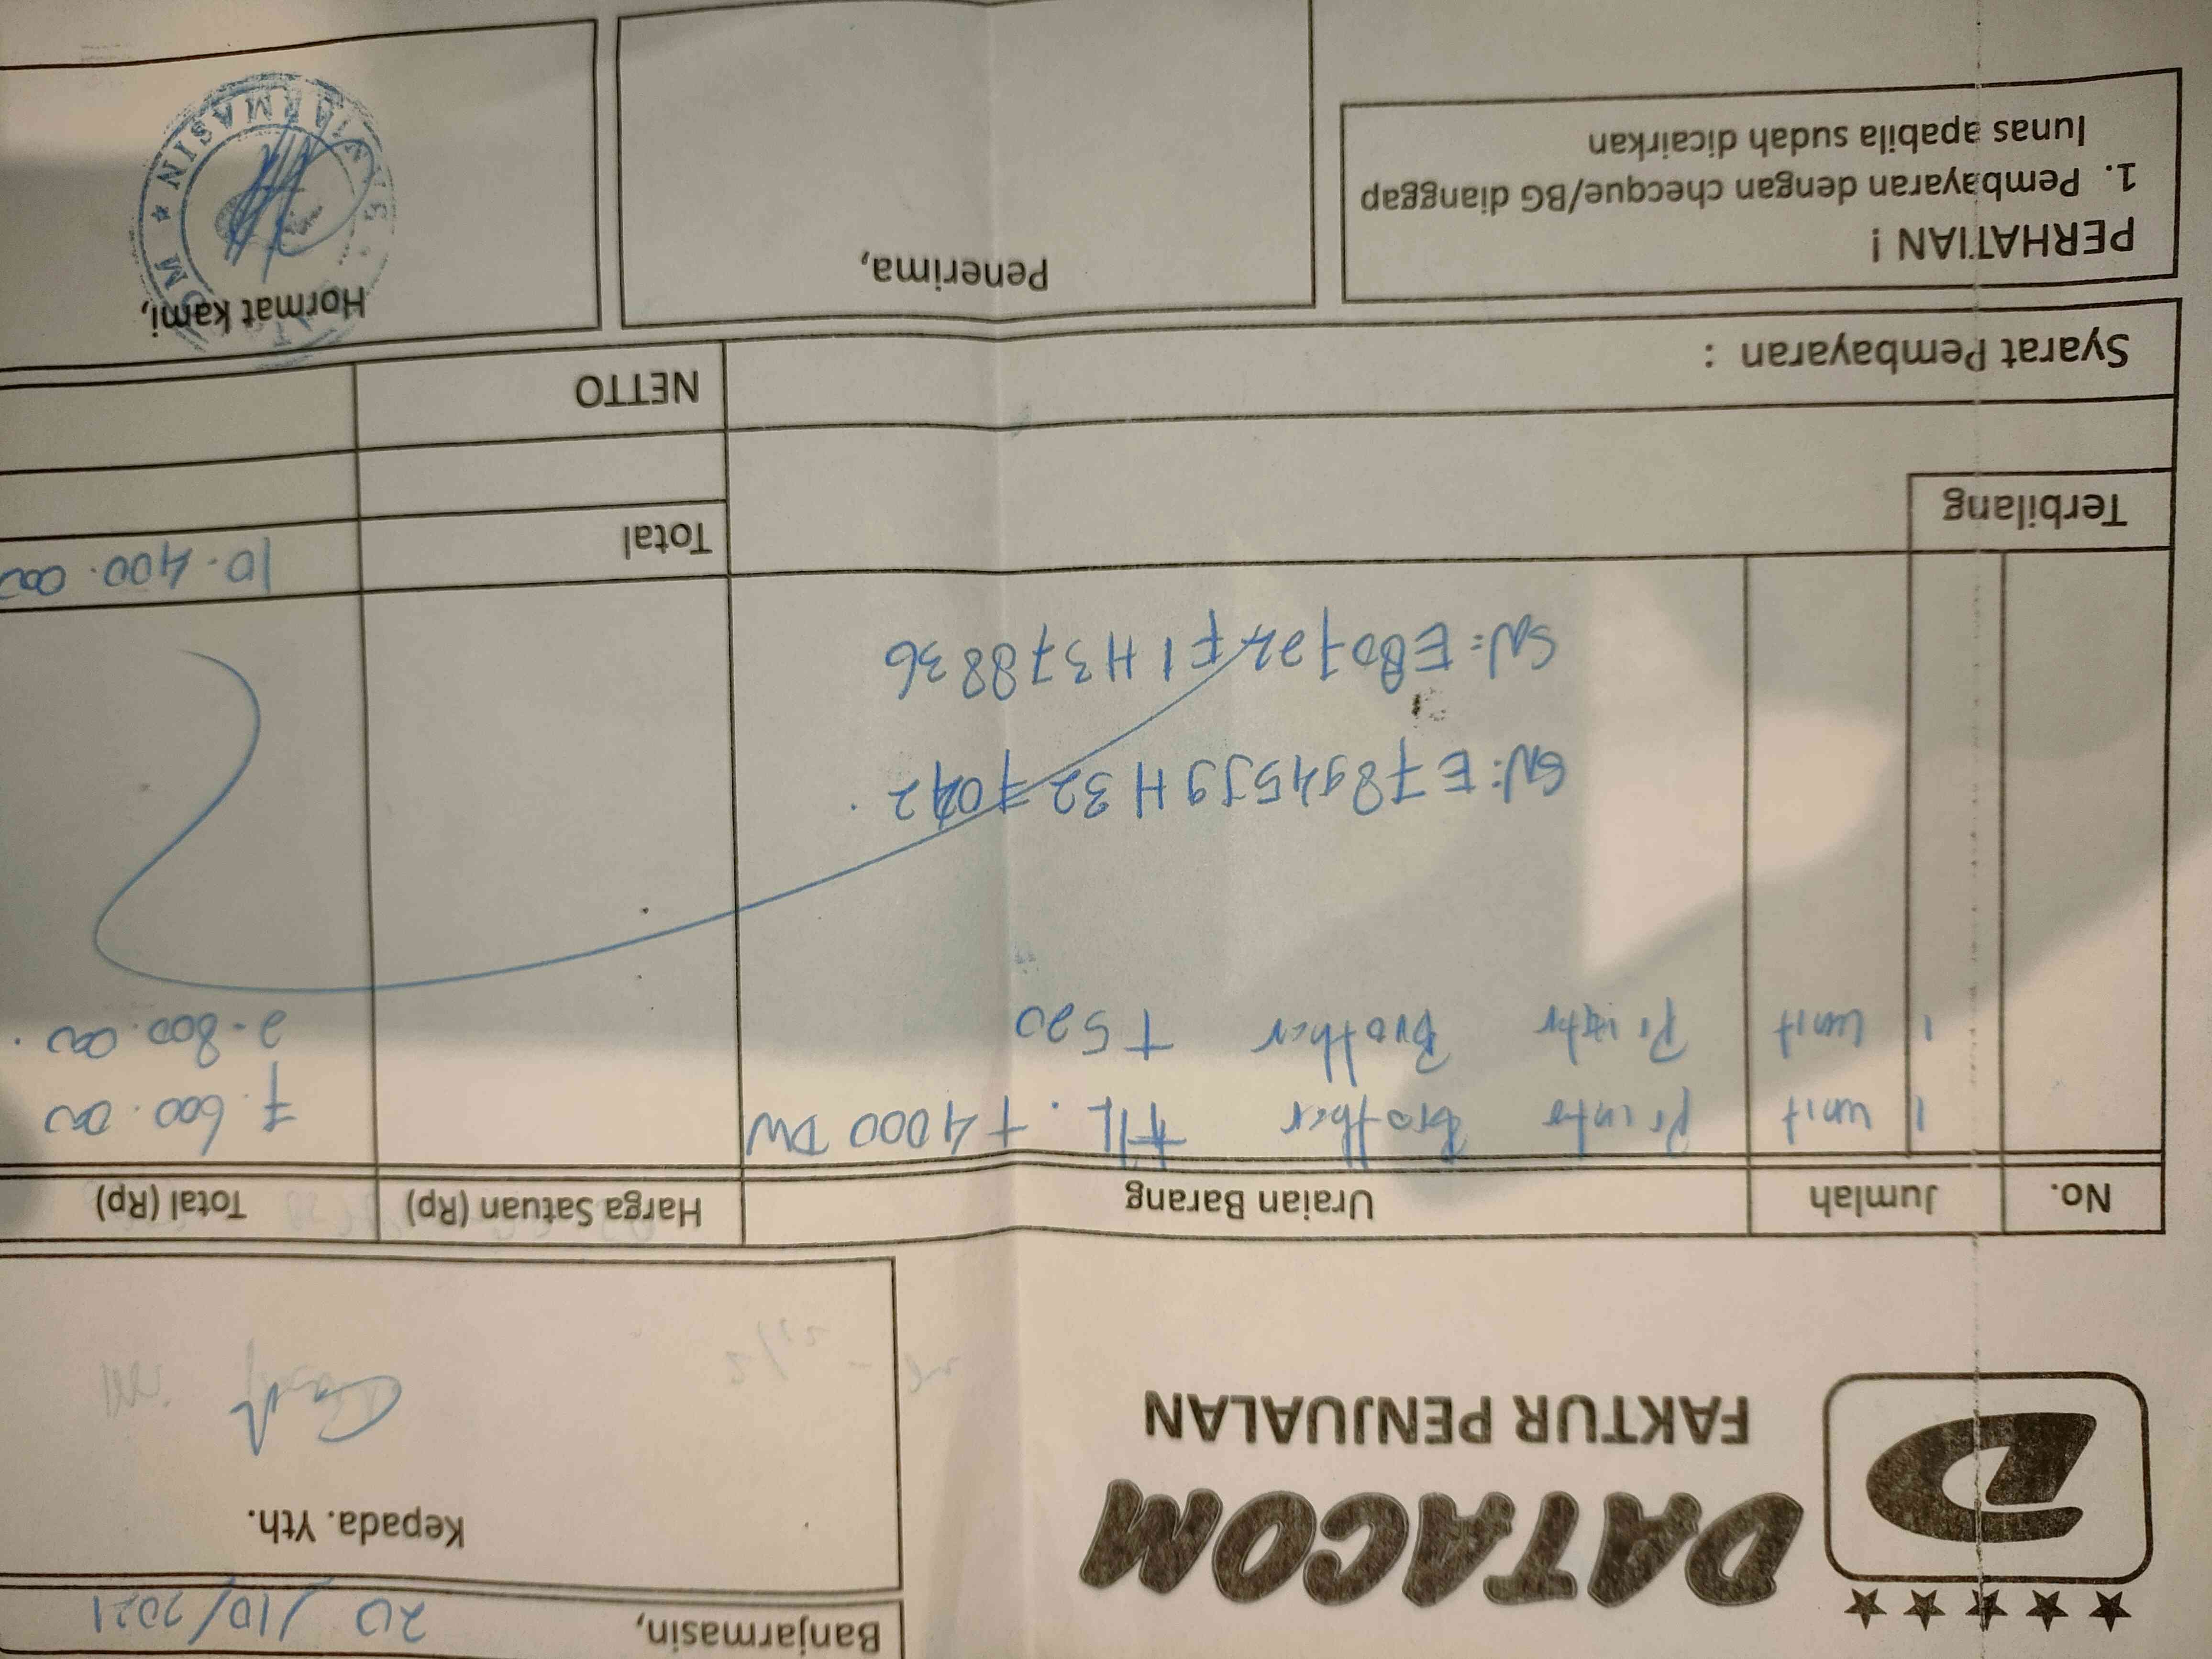 DATACOM
FAKTUR PENJUALAN
Banjarmasin, 20/10/2021
Kepada. Yth.
Cash
No. Jumlah Uraian Barang Harga Satuan (Rp) Total (Rp)
1 unit Printer Brother HL. T4000 DW 7.600.000
1 unit Printer Brother T520 2.800.000
SN: E80724F1H378836
Total 10.400.000
Terbilang
NETTO
Syarat Pembayaran :
PERHATIAN !
1. Pembayaran dengan checque/BG dianggap
lunas apabila sudah dicairkan
Penerima,
Hormat kami,